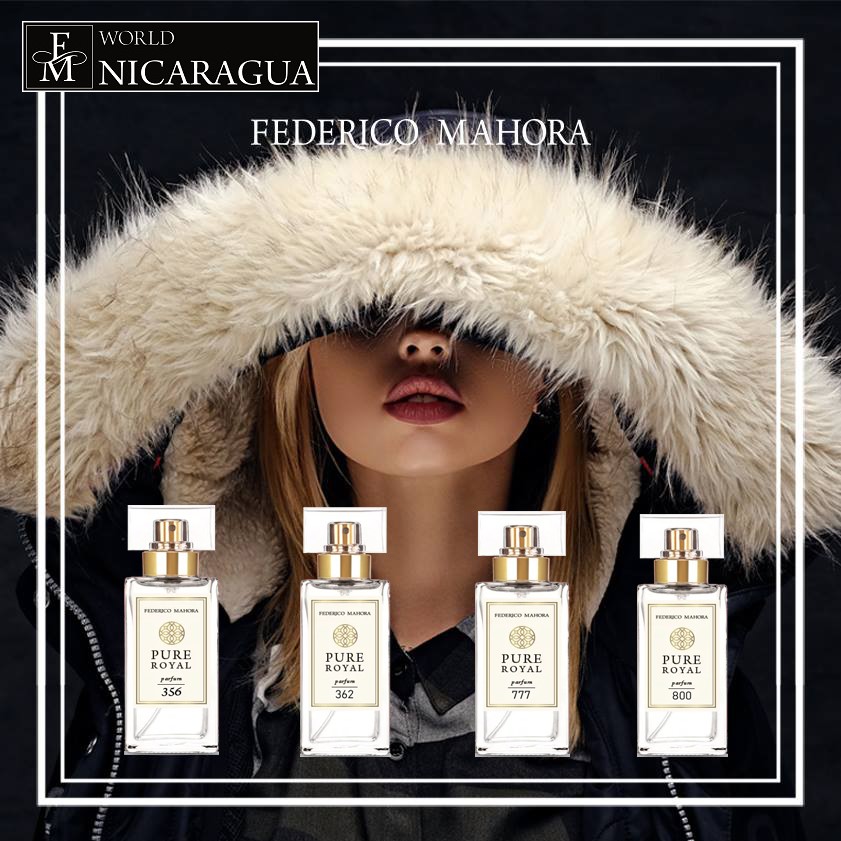 FM
WORLD
NICARAGUA
FEDERICO MAHORA
FEDERICO MAHORA
PURE
ROYAL
parfum
356
FEDERICO MAHORA
PURE
ROYAL
parfum
362
FEDERICO MAHORA
PURE
ROYAL
parfum
777
FEDERICO MAHORA
PURE
ROYAL
parfum
800